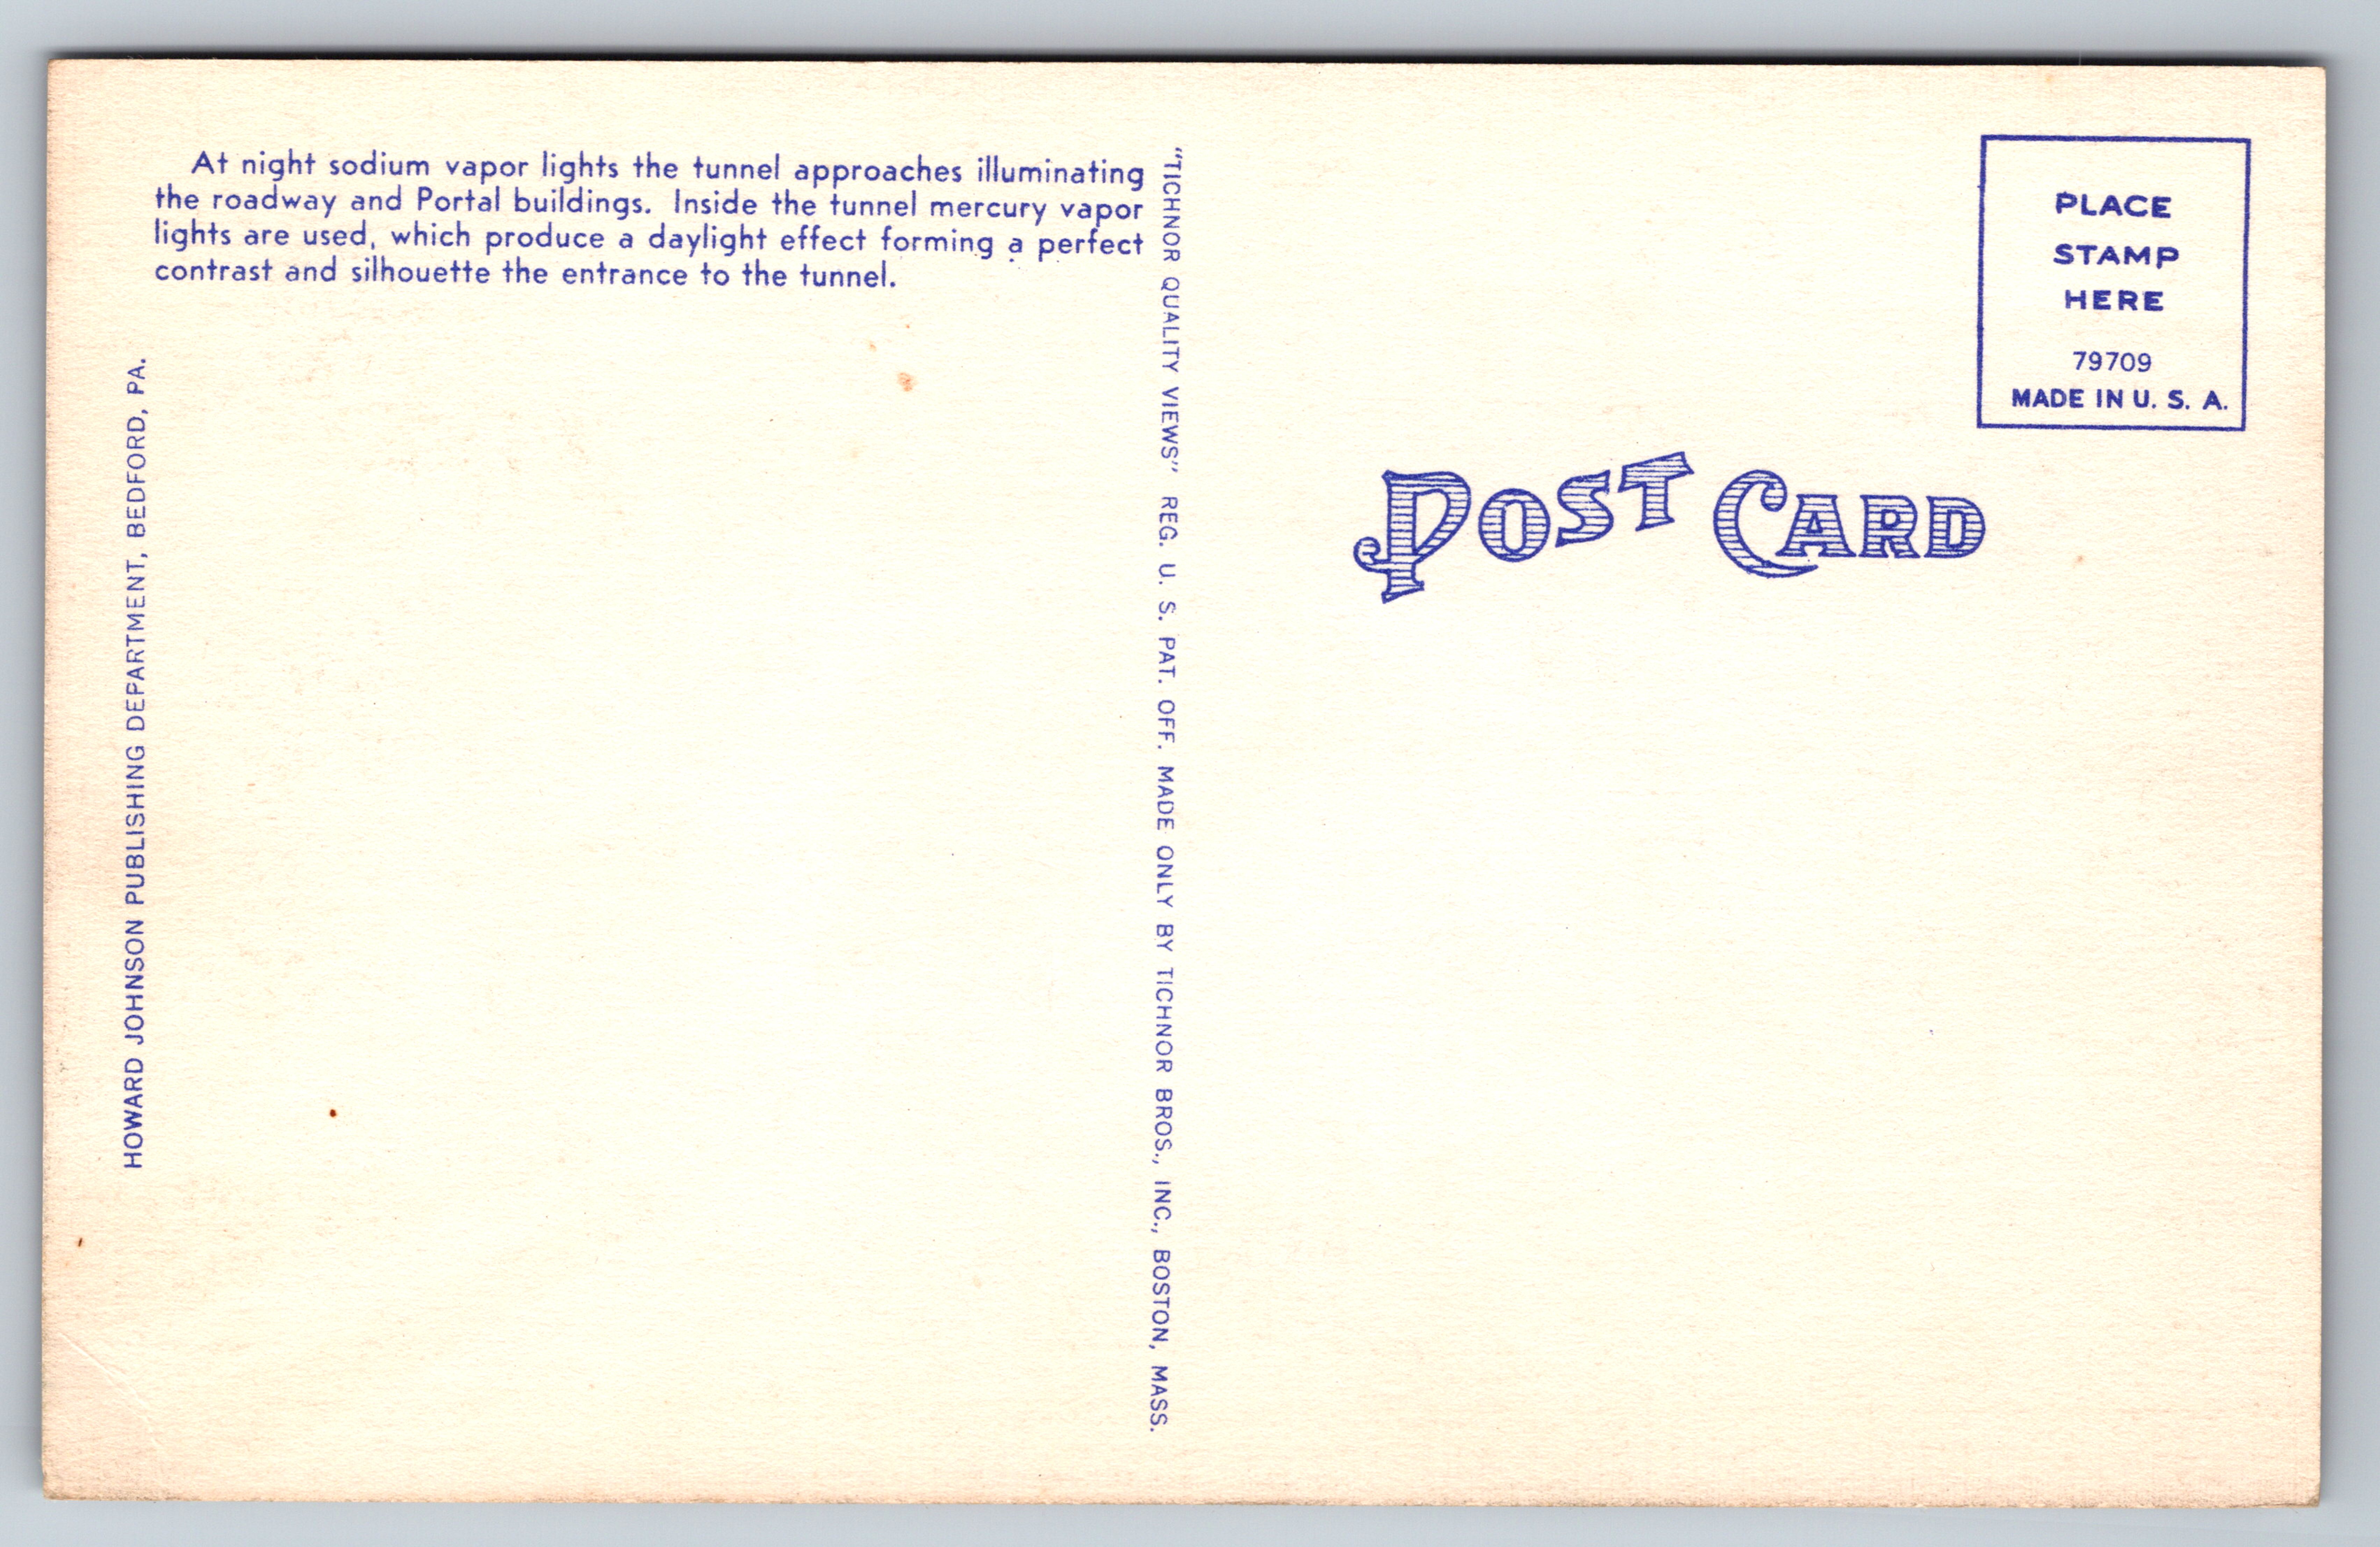 At night sodium vapor lights the tunnel approaches illuminating
the roadway and Portal buildings. Inside the tunnel mercury vapor
lights are used, which produce a daylight effect forming a perfect
contrast and silhouette the entrance to the tunnel.
HOWARD JOHNSON PUBLISHING DEPARTMENT, BEDFORD, PA.
"TICHNOR QUALITY VIEWS" REG. U. S. PAT. OFF. MADE ONLY BY TICHNOR BROS., INC., BOSTON, MASS.
PLACE
STAMP
HERE
79709
MADE IN U. S. A.
POST CARD